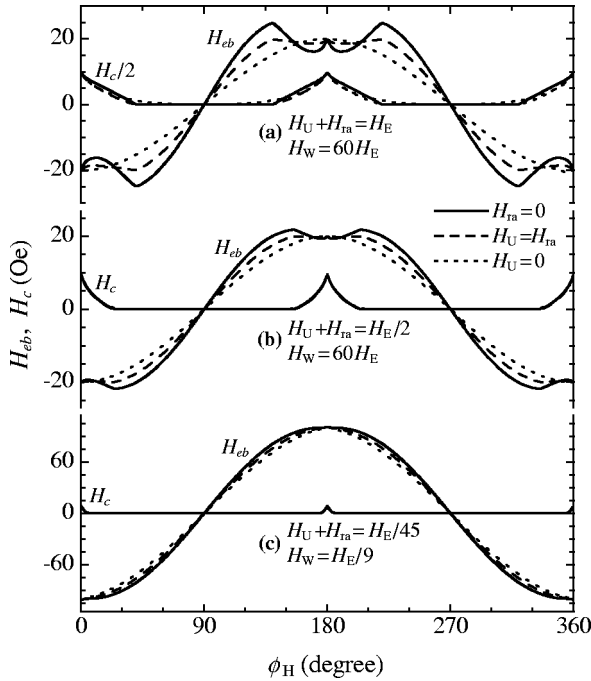 20
0
-20
H_eb
H_c/2
(a) H_U + H_ra = H_E
H_W = 60H_E
20
0
-20
H_eb
H_c
H_ra = 0
H_U = H_ra
H_U = 0
(b) H_U + H_ra = H_E/2
H_W = 60H_E
60
0
-60
H_eb
H_c
(c) H_U + H_ra = H_E/45
H_W = H_E/9
H_eb, H_c (Oe)
0 90 180 270 360
ϕ_H (degree)